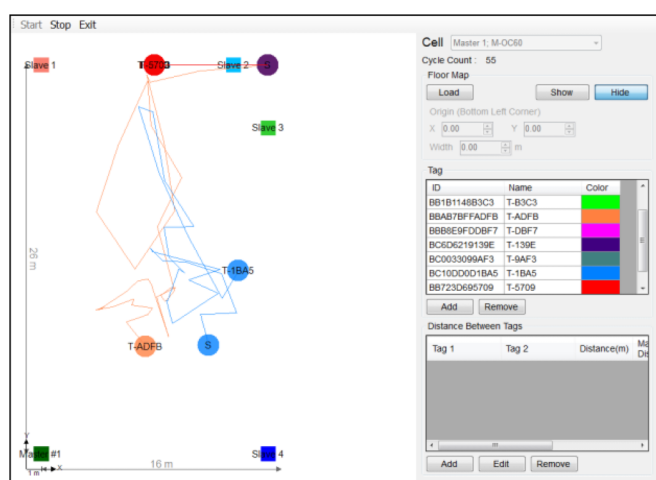 Start Stop Exit
Cell Master 1; M-OC60
Cycle Count : 55
Floor Map
Load Show Hide
Origin (Bottom Left Corner)
X 0.00 Y 0.00
Width 0.00 m
Tag
ID Name Color
BB1B1148B3C3 T-B3C3
BBAB7BFFADFB T-ADFB
BBB8E9FDDBF7 T-DBF7
BC6D6219139E T-139E
BC0033099AF3 T-9AF3
BC10DD0D1BA5 T-1BA5
BB723D695709 T-5709
Add Remove
Distance Between Tags
Tag 1 Tag 2 Distance(m) Ma
Dis
Add Edit Remove
Slave 1
Slave 2
Slave 3
T-1BA5
26 m
T-ADFB
S
Master #1
Slave 4
Y
1 m
X
16 m